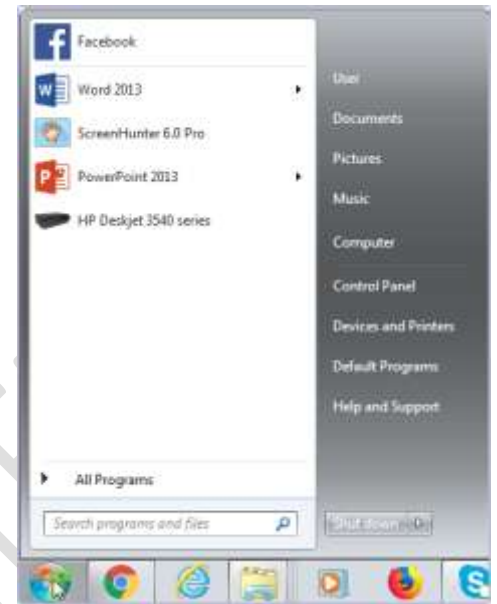 Facebook
Word 2013
ScreenHunter 6.0 Pro
PowerPoint 2013
HP Deskjet 3540 series
All Programs
Search programs and files
User
Documents
Pictures
Music
Computer
Control Panel
Devices and Printers
Default Programs
Help and Support
Shut down